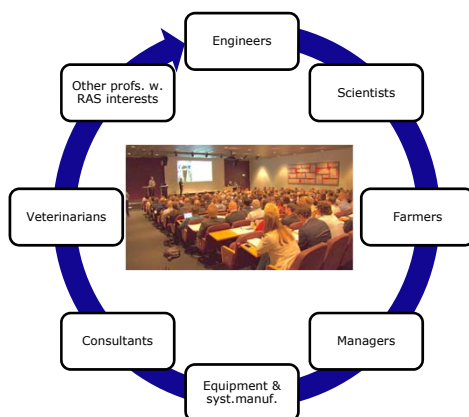 Engineers
Scientists
Farmers
Managers
Equipment &
syst.manuf.
Consultants
Veterinarians
Other profs. w.
RAS interests